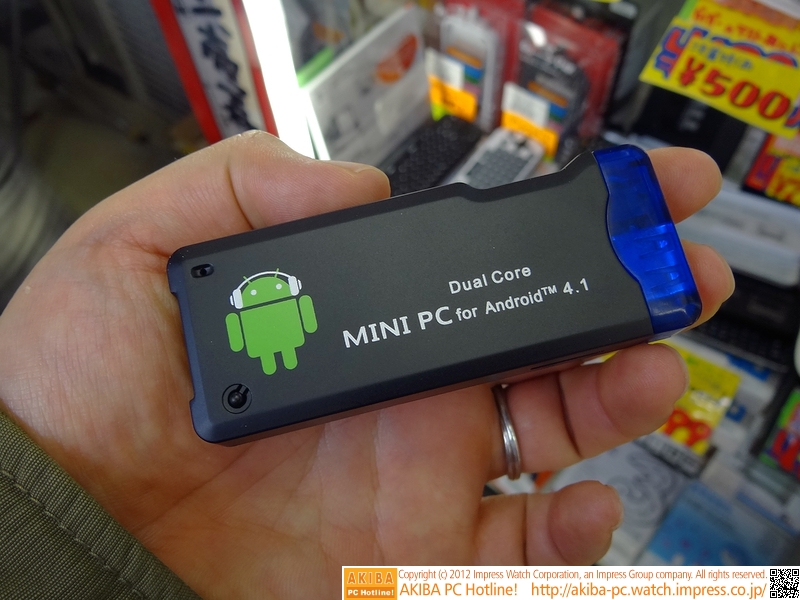 ¥500
Dual Core
MINI PC for Android™ 4.1
AKIBA
PC Hotline!
Copyright (c) 2012 Impress Watch Corporation, an Impress Group company. All rights reserved.
AKIBA PC Hotline! http://akiba-pc.watch.impress.co.jp/